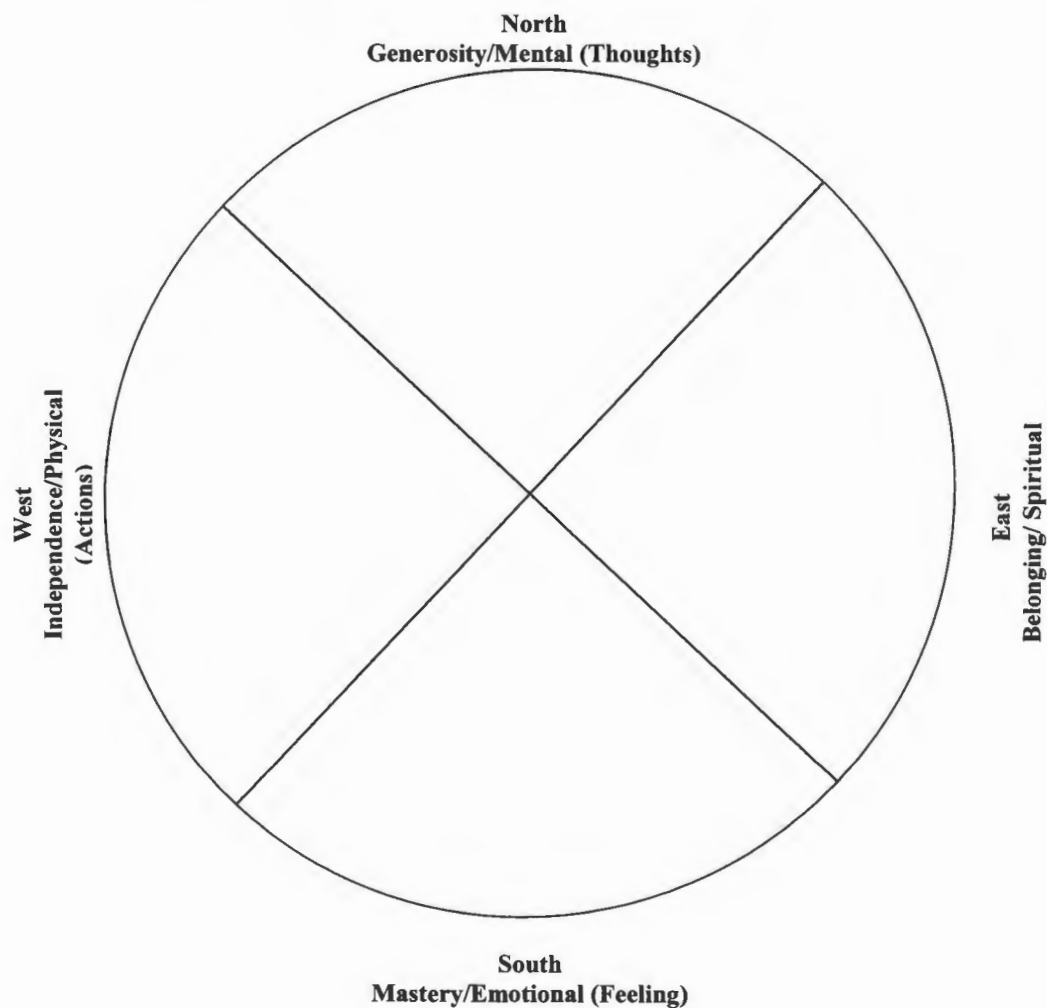 North
Generosity/Mental (Thoughts)
West
Independence/Physical
(Actions)
East
Belonging/ Spiritual
South
Mastery/Emotional (Feeling)